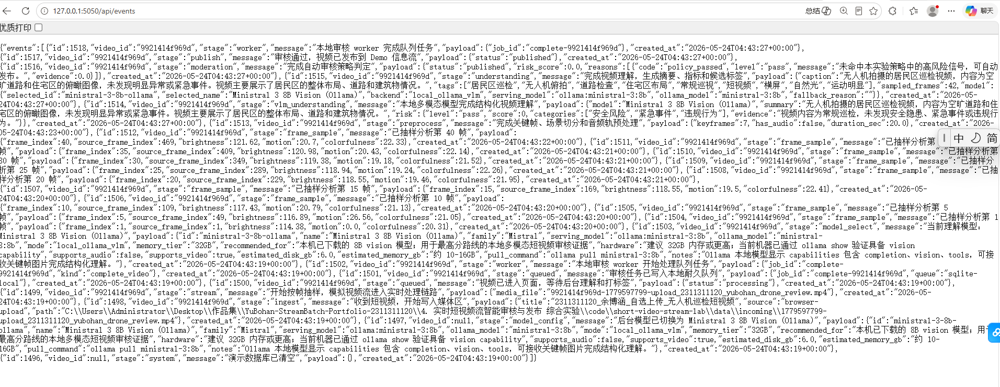 127.0.0.1:5050/api/events
总结
聊天
优质打印
{"events":[{"id":1518,"video_id":"9921414f969d","stage":"worker","message":"本地审核 worker 完成队列任务","payload":{"job_id":"complete-9921414f969d"},"created_at":"2026-05-24T04:43:27+00:00"},
{"id":1517,"video_id":"9921414f969d","stage":"publish","message":"审核通过，视频已发布到 Demo 信息流","payload":{"status":"published"},"created_at":"2026-05-24T04:43:27+00:00"},
{"id":1516,"video_id":"9921414f969d","stage":"moderation","message":"完成自动审核策略判定","payload":{"status":"published","risk_score":0.0,"reasons":[{"code":"policy_passed","level":"pass","message":"未命中本实验策略中的高风险信号，可自动
发布。","evidence":0.0}]},"created_at":"2026-05-24T04:43:27+00:00"},{"id":1515,"video_id":"9921414f969d","stage":"understanding","message":"完成视频理解，生成摘要、指标和候选标签","payload":{"caption":"无人机拍摄的居民区巡检视频，内容为空
旷道路和住宅区的俯瞰图像，未发现明显异常或紧急事件。视频主要展示了居民区的整体布局、道路和建筑物情况。","tags":["居民区巡检","无人机俯拍","道路检查","住宅区布局","常规巡视","短视频","横屏","自然光","运动明显"],"sampled_frames":42,"model":
{"selected_id":"ministral-3-8b-ollama","selected_name":"Ministral 3 8B Vision (Ollama)","backend":"local_ollama_vlm","serving_model":"ollama:ministral-3:8b","ollama_model":"ministral-3:8b","fallback_reason":""}},"created_at":"2026-05-
24T04:43:27+00:00"},{"id":1514,"video_id":"9921414f969d","stage":"vlm_understanding","message":"本地多模态模型完成结构化视频理解","payload":{"model":"Ministral 3 8B Vision (Ollama)","summary":"无人机拍摄的居民区巡检视频，内容为空旷道路和住
宅区的俯瞰图像，未发现明显异常或紧急事件。视频主要展示了居民区的整体布局、道路和建筑物情况。","risk":{"level":"pass","score":0,"categories":["安全风险","紧急事件","违规行为"],"evidence":"视频内容为常规巡检，未发现安全隐患、紧急事件或违规行
为。"}},"created_at":"2026-05-24T04:43:27+00:00"},{"id":1513,"video_id":"9921414f969d","stage":"preprocess","message":"完成关键帧、场景切分和音频轨预处理","payload":{"keyframes":7,"has_audio":false,"duration_sec":20.0},"created_at":"2026-05-
24T04:43:23+00:00"},{"id":1512,"video_id":"9921414f969d","stage":"frame_sample","message":"已抽样分析第 40 帧","payload":
{"frame_index":40,"source_frame_index":469,"brightness":121.62,"motion":20.7,"colorfulness":22.33},"created_at":"2026-05-24T04:43:22+00:00"},{"id":1511,"video_id":"9921414f969d","stage":"frame_sample","message":"已抽样分析第
中 简
帧","payload":{"frame_index":35,"source_frame_index":409,"brightness":120.98,"motion":20.43,"colorfulness":22.14},"created_at":"2026-05-24T04:43:21+00:00"},{"id":1510,"video_id":"9921414f969d","stage":"frame_sample","message":"已抽样分析第
30 帧","payload":{"frame_index":30,"source_frame_index":349,"brightness":119.38,"motion":19.18,"colorfulness":21.52},"created_at":"2026-05-24T04:43:21+00:00"},{"id":1509,"video_id":"9921414f969d","stage":"frame_sample","message":"已抽样分
析第 25 帧","payload":{"frame_index":25,"source_frame_index":289,"brightness":118.94,"motion":19.24,"colorfulness":22.26},"created_at":"2026-05-24T04:43:21+00:00"},{"id":1508,"video_id":"9921414f969d","stage":"frame_sample","message":"已抽
样分析第 20 帧","payload":{"frame_index":20,"source_frame_index":229,"brightness":118.55,"motion":19.46,"colorfulness":21.95},"created_at":"2026-05-24T04:43:21+00:00"},
{"id":1507,"video_id":"9921414f969d","stage":"frame_sample","message":"已抽样分析第 15 帧","payload":{"frame_index":15,"source_frame_index":169,"brightness":118.55,"motion":19.5,"colorfulness":22.41},"created_at":"2026-05-
24T04:43:20+00:00"},{"id":1506,"video_id":"9921414f969d","stage":"frame_sample","message":"已抽样分析第 10 帧","payload":
{"frame_index":10,"source_frame_index":109,"brightness":117.43,"motion":20.79,"colorfulness":21.13},"created_at":"2026-05-24T04:43:20+00:00"},{"id":1505,"video_id":"9921414f969d","stage":"frame_sample","message":"已抽样分析第 5
帧","payload":{"frame_index":5,"source_frame_index":49,"brightness":116.89,"motion":26.56,"colorfulness":21.05},"created_at":"2026-05-24T04:43:20+00:00"},{"id":1504,"video_id":"9921414f969d","stage":"frame_sample","message":"已抽样分析第 1
帧","payload":{"frame_index":1,"source_frame_index":1,"brightness":114.38,"motion":0.0,"colorfulness":20.31},"created_at":"2026-05-24T04:43:20+00:00"},{"id":1503,"video_id":"9921414f969d","stage":"model_select","message":"当前理解模型：
Ministral 3 8B Vision (Ollama)","payload":{"id":"ministral-3-8b-ollama","name":"Ministral 3 8B Vision (Ollama)","family":"Mistral","serving_model":"ollama:ministral-3:8b","ollama_model":"ministral-
3:8b","mode":"local_ollama_vlm","memory_tier":"32GB","recommended_for":"本机已下载的 8B vision 模型；用于最高分路线的本地多模态短视频审核证据","hardware":"建议 32GB 内存或更高；当前机器已通过 ollama show 验证具备 vision
capability","supports_audio":false,"supports_video":true,"estimated_disk_gb":6.0,"estimated_memory_gb":"约 10-16GB","pull_command":"ollama pull ministral-3:8b","notes":"Ollama 本地模型显示 capabilities 包含 completion、vision、tools，可接
收关键帧图片完成结构化理解。"},"created_at":"2026-05-24T04:43:19+00:00"},{"id":1502,"video_id":"9921414f969d","stage":"worker","message":"本地审核 worker 开始处理队列任务","payload":{"job_id":"complete-
9921414f969d","kind":"complete_video"},"created_at":"2026-05-24T04:43:19+00:00"},{"id":1501,"video_id":"9921414f969d","stage":"queued","message":"审核任务已写入本地耐久队列","payload":{"job_id":"complete-9921414f969d","queue":"sqlite-
local"},"created_at":"2026-05-24T04:43:19+00:00"},{"id":1500,"video_id":"9921414f969d","stage":"queued","message":"视频已进入页面，等待后台理解和打标签","payload":{"status":"processing"},"created_at":"2026-05-24T04:43:19+00:00"},
{"id":1499,"video_id":"9921414f969d","stage":"stream","message":"开始按帧抽样，模拟视频流进入实时处理链路","payload":{"media_file":"9921414f969d-1779597799-upload_2311311120_yubohan_drone_review.mp4"},"created_at":"2026-05-
24T04:43:19+00:00"},{"id":1498,"video_id":"9921414f969d","stage":"ingest","message":"收到短视频，开始写入媒体区","payload":{"title":"2311311120_余博涵_自选上传_无人机巡检短视频","source":"browser-
upload","path":"C:\\Users\\Administrator\\Desktop\\作品集\\YuBohan-StreamBatch-Portfolio-2311311120\\4. 实时短视频流智能审核与发布 综合实验\\code\\short-video-stream-lab\\data\\incoming\\1779597799-
upload_2311311120_yubohan_drone_review.mp4"},"created_at":"2026-05-24T04:43:19+00:00"},{"id":1497,"video_id":null,"stage":"model_config","message":"后台模型已切换为 Ministral 3 8B Vision (Ollama)","payload":{"id":"ministral-3-8b-
ollama","name":"Ministral 3 8B Vision (Ollama)","family":"Mistral","serving_model":"ollama:ministral-3:8b","ollama_model":"ministral-3:8b","mode":"local_ollama_vlm","memory_tier":"32GB","recommended_for":"本机已下载的 8B vision 模型；用于
最高分路线的本地多模态短视频审核证据","hardware":"建议 32GB 内存或更高；当前机器已通过 ollama show 验证具备 vision capability","supports_audio":false,"supports_video":true,"estimated_disk_gb":6.0,"estimated_memory_gb":"约 10-
16GB","pull_command":"ollama pull ministral-3:8b","notes":"Ollama 本地模型显示 capabilities 包含 completion、vision、tools，可接收关键帧图片完成结构化理解。"},"created_at":"2026-05-24T04:43:19+00:00"},
{"id":1496,"video_id":null,"stage":"system","message":"演示数据库已清空","payload":{},"created_at":"2026-05-24T04:43:19+00:00"}]}